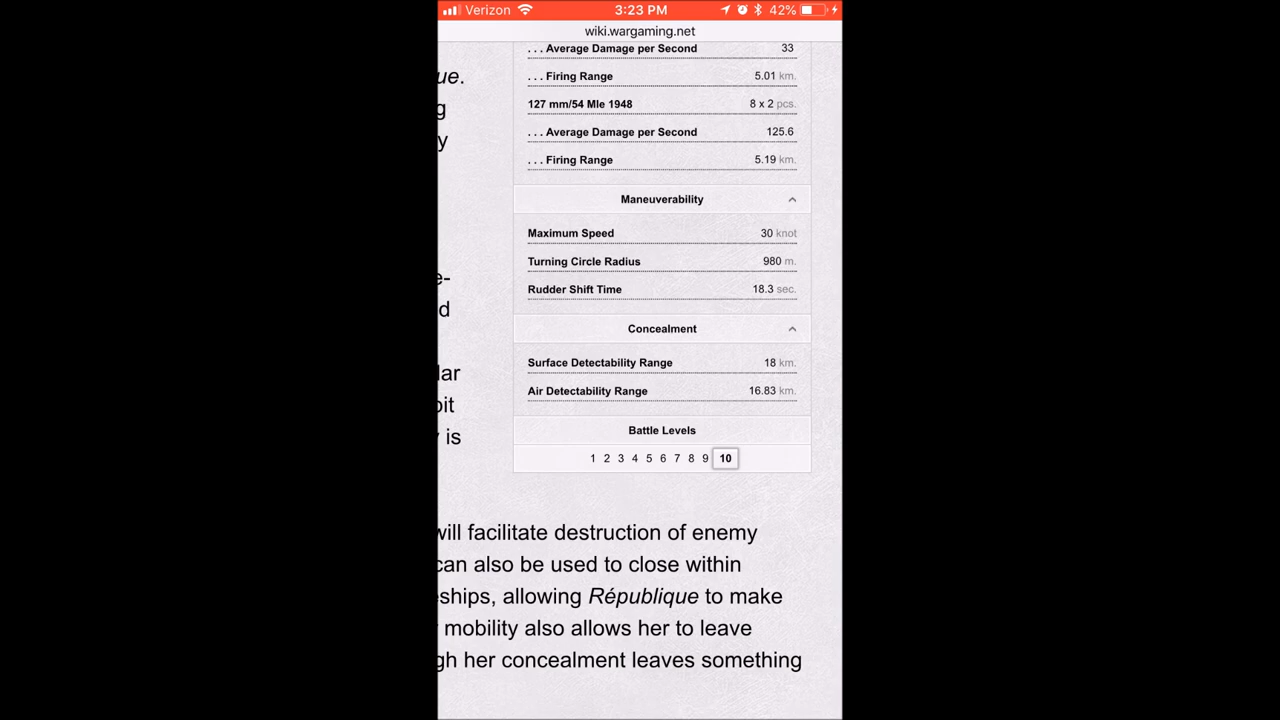 Verizon 3:23 PM 42%
wiki.wargaming.net
. . . Average Damage per Second 33
. . . Firing Range 5.01 km.
ue.
127 mm/54 Mle 1948 8 x 2 pcs.
g
. . . Average Damage per Second 125.6
y
. . . Firing Range 5.19 km.
Maneuverability
Maximum Speed 30 knot
Turning Circle Radius 980 m.
e-
Rudder Shift Time 18.3 sec.
d
Concealment
Surface Detectability Range 18 km.
lar
Air Detectability Range 16.83 km.
oit
Battle Levels
y is
1 2 3 4 5 6 7 8 9 10
will facilitate destruction of enemy
can also be used to close within
eships, allowing République to make
r mobility also allows her to leave
gh her concealment leaves something